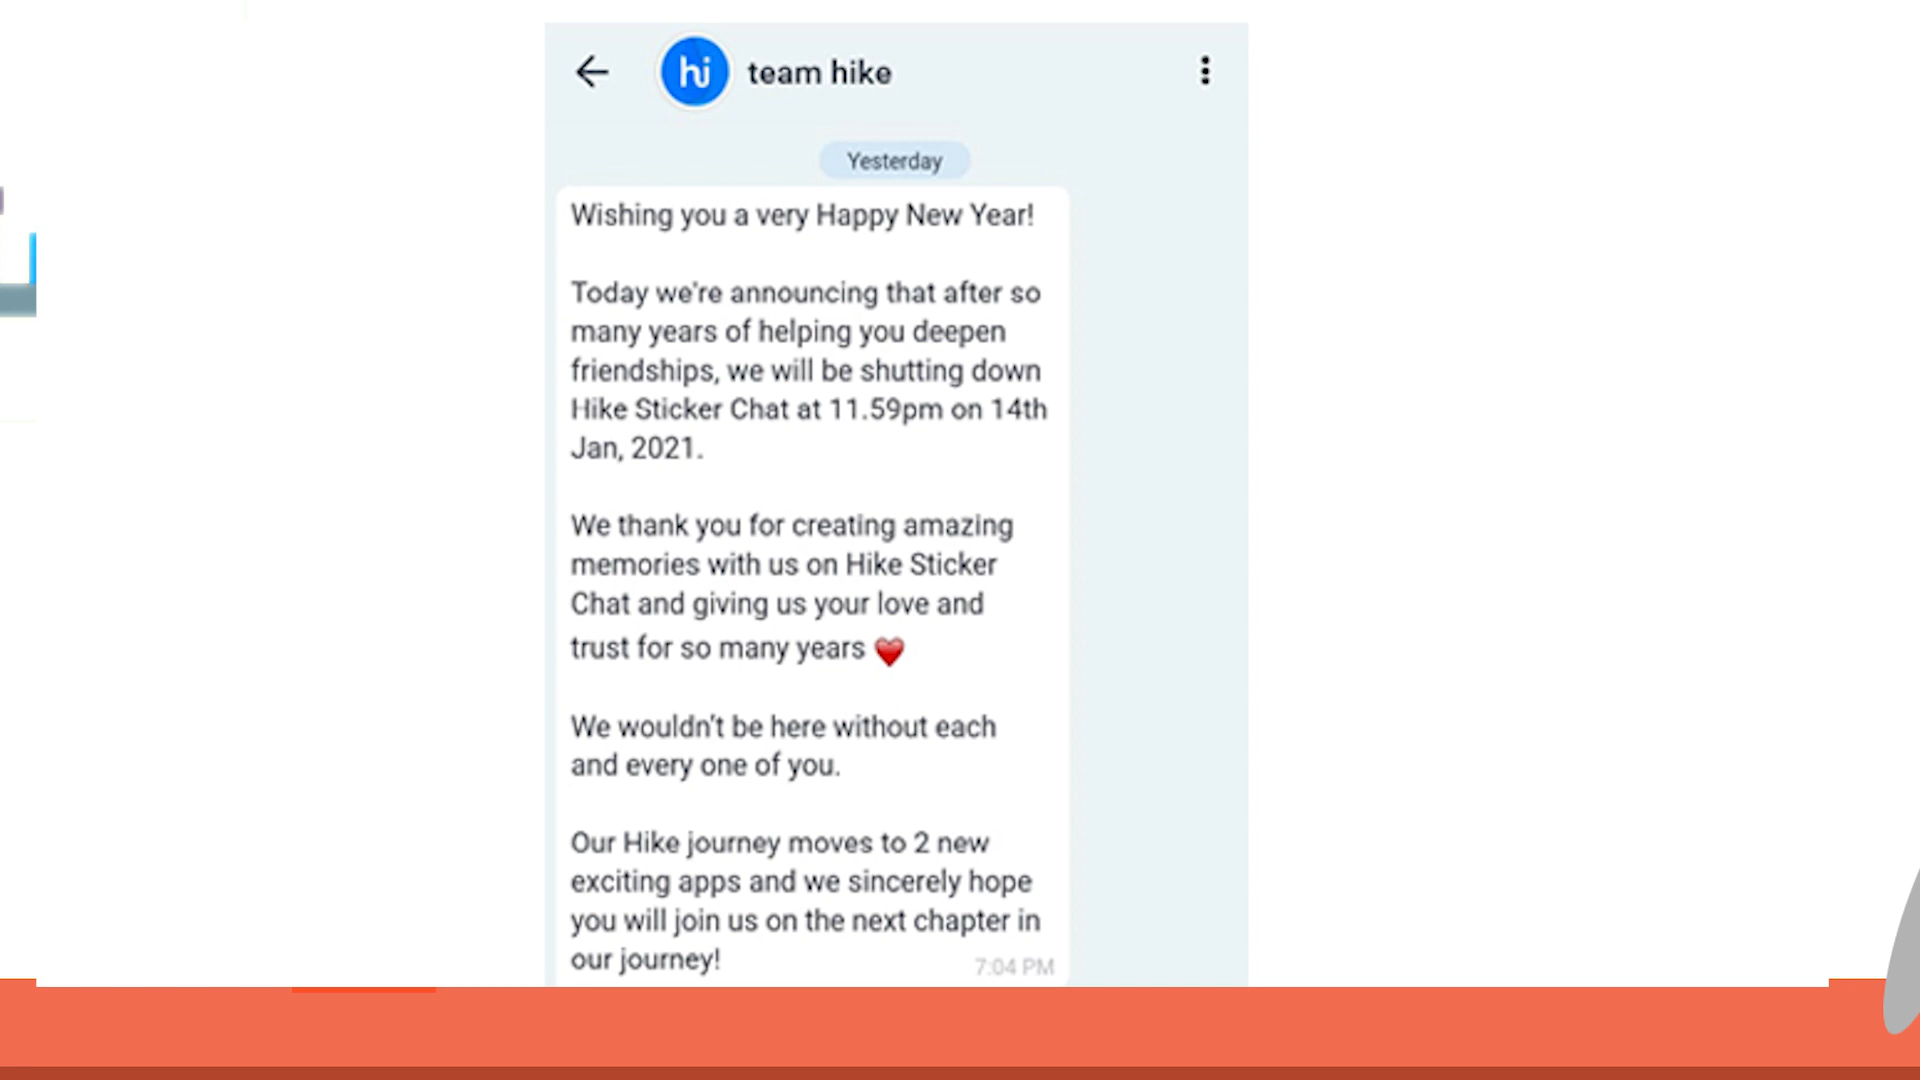 hi team hike
Yesterday
Wishing you a very Happy New Year!
Today we're announcing that after so
many years of helping you deepen
friendships, we will be shutting down
Hike Sticker Chat at 11.59pm on 14th
Jan, 2021.
We thank you for creating amazing
memories with us on Hike Sticker
Chat and giving us your love and
trust for so many years ❤
We wouldn't be here without each
and every one of you.
Our Hike journey moves to 2 new
exciting apps and we sincerely hope
you will join us on the next chapter in
our journey!
7:04 PM